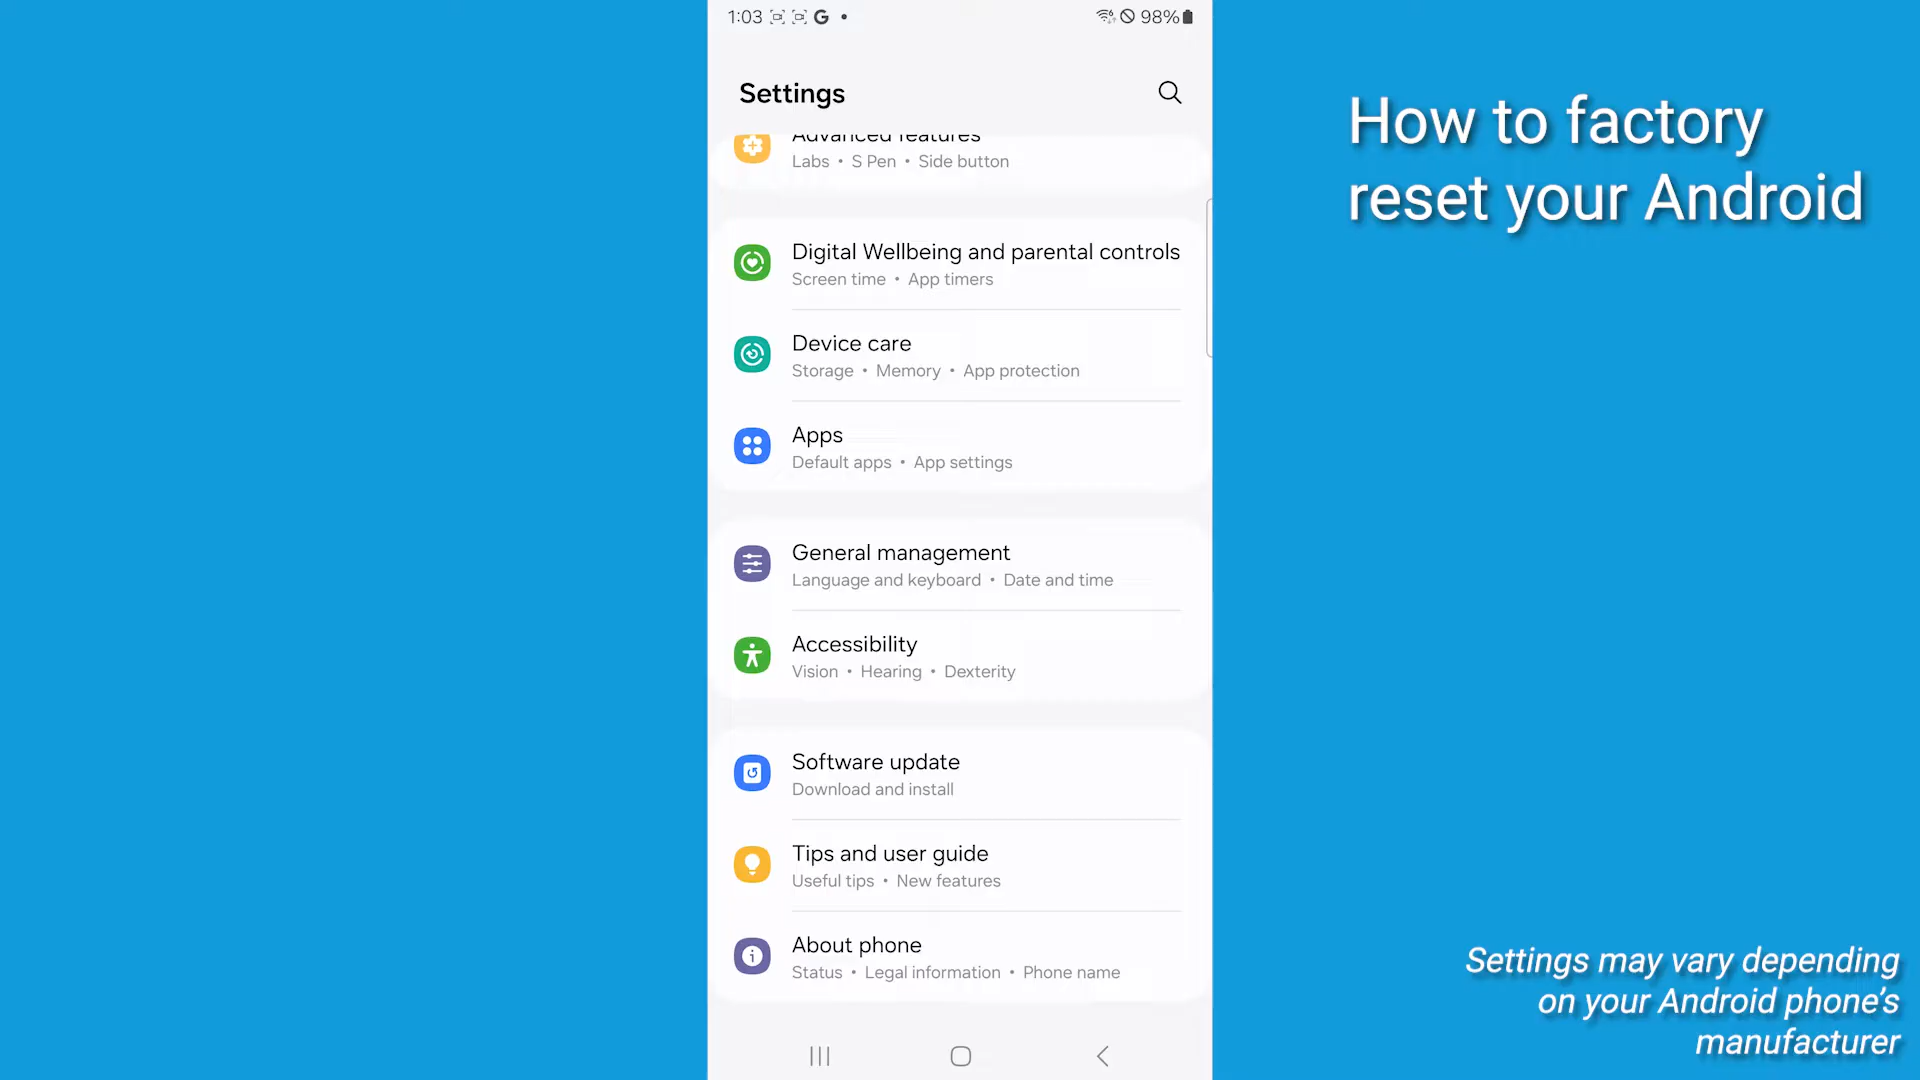 1:03
98%
Settings
Advanced features
Labs • S Pen • Side button
Digital Wellbeing and parental controls
Screen time • App timers
Device care
Storage • Memory • App protection
Apps
Default apps • App settings
General management
Language and keyboard • Date and time
Accessibility
Vision • Hearing • Dexterity
Software update
Download and install
Tips and user guide
Useful tips • New features
About phone
Status • Legal information • Phone name
How to factory
reset your Android
Settings may vary depending
on your Android phone's
manufacturer